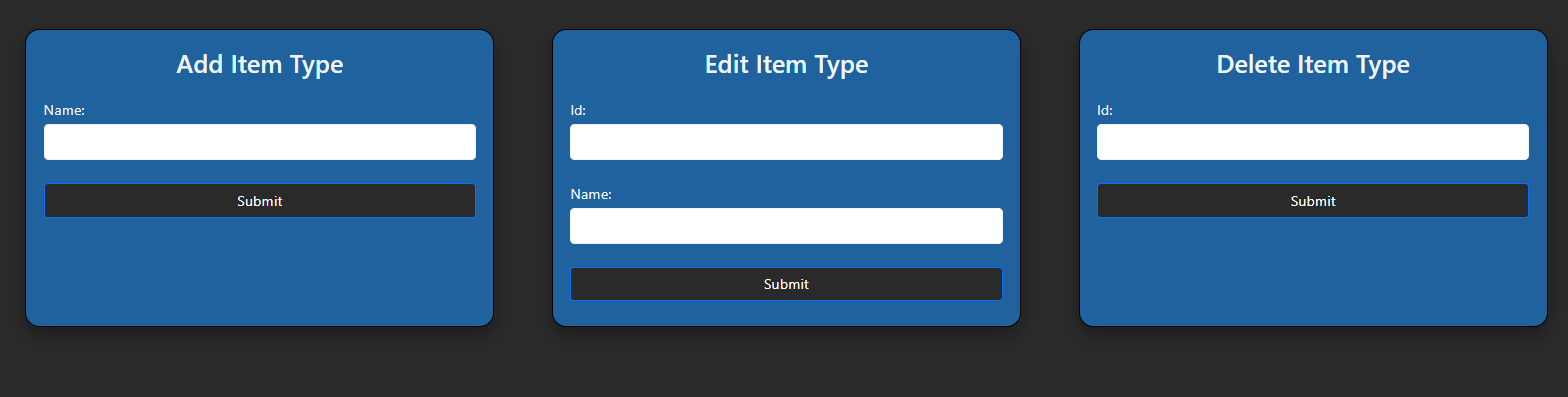 Add Item Type
Name:
Submit
Edit Item Type
Id:
Name:
Submit
Delete Item Type
Id:
Submit